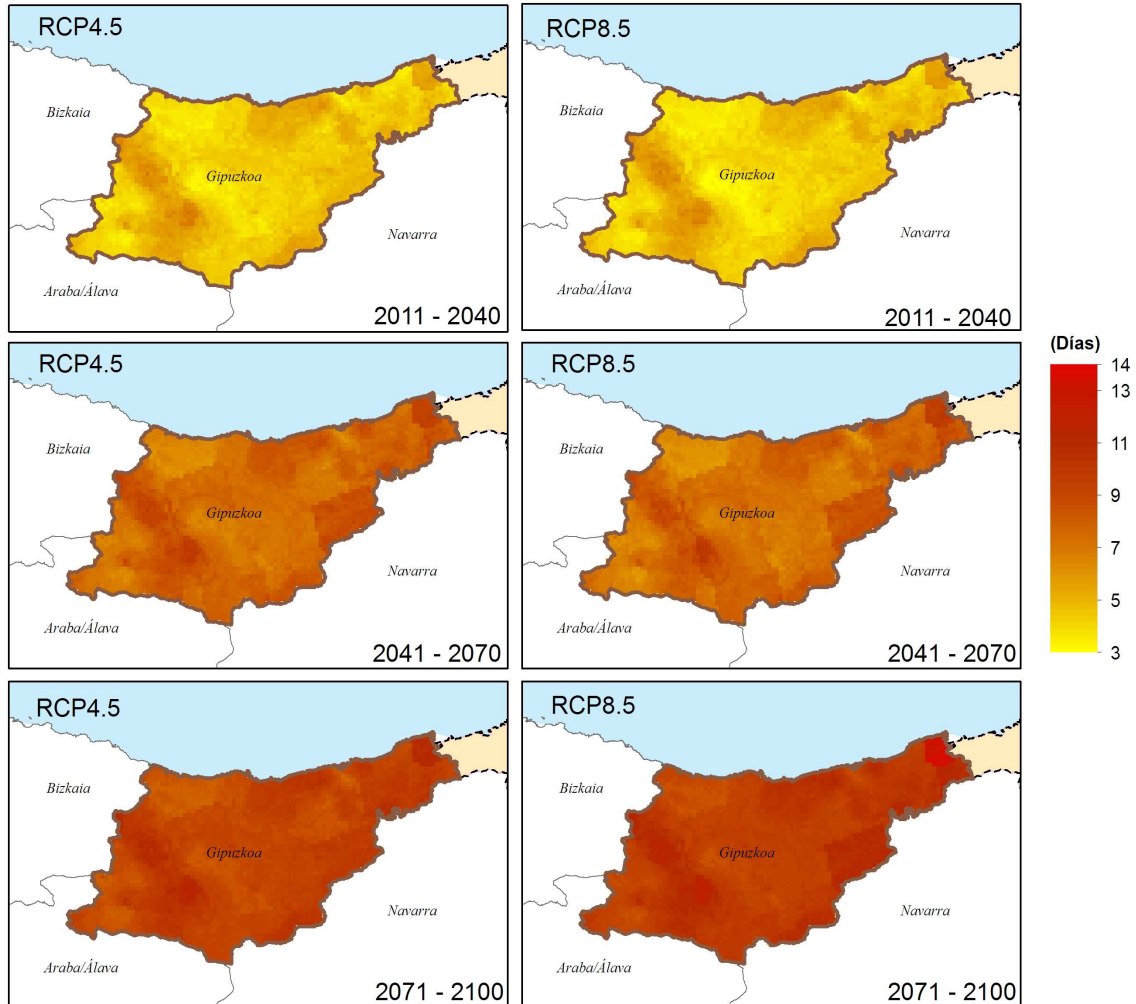 RCP4.5
Bizkaia
Gipuzkoa
Navarra
Araba/Álava
2011 - 2040
RCP8.5
Bizkaia
Gipuzkoa
Navarra
Araba/Álava
2011 - 2040
RCP4.5
Bizkaia
Gipuzkoa
Navarra
Araba/Álava
2041 - 2070
RCP8.5
Bizkaia
Gipuzkoa
Navarra
Araba/Álava
2041 - 2070
RCP4.5
Bizkaia
Gipuzkoa
Navarra
Araba/Álava
2071 - 2100
RCP8.5
Bizkaia
Gipuzkoa
Navarra
Araba/Álava
2071 - 2100
(Días)
14
13
11
9
7
5
3